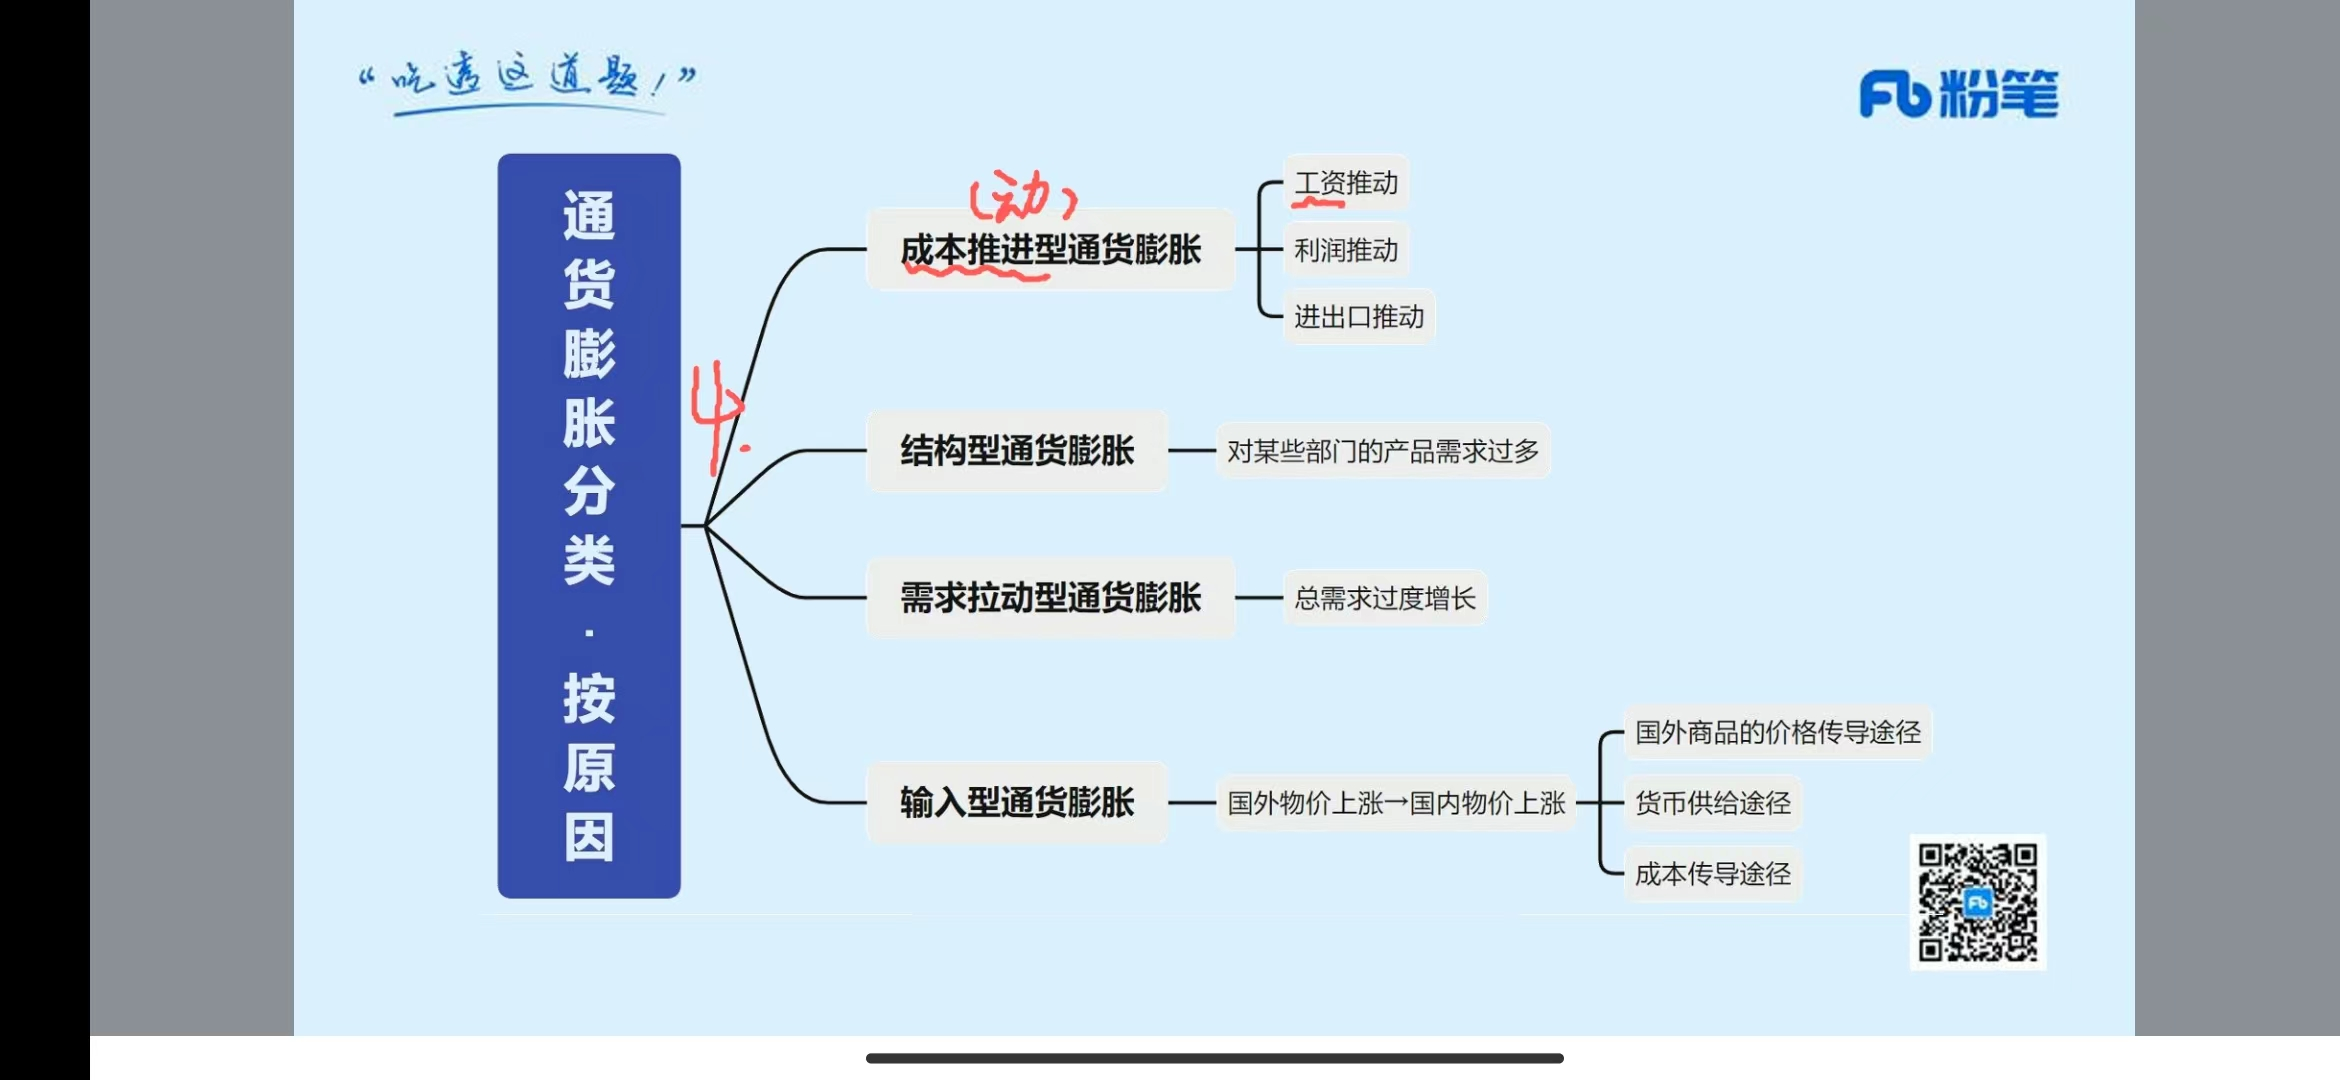 “吃透这道题！”
粉笔
通货膨胀分类·按原因
4.
(动)
成本推进型通货膨胀
工资推动
利润推动
进出口推动
结构型通货膨胀
对某些部门的产品需求过多
需求拉动型通货膨胀
总需求过度增长
输入型通货膨胀
国外物价上涨→国内物价上涨
国外商品的价格传导途径
货币供给途径
成本传导途径